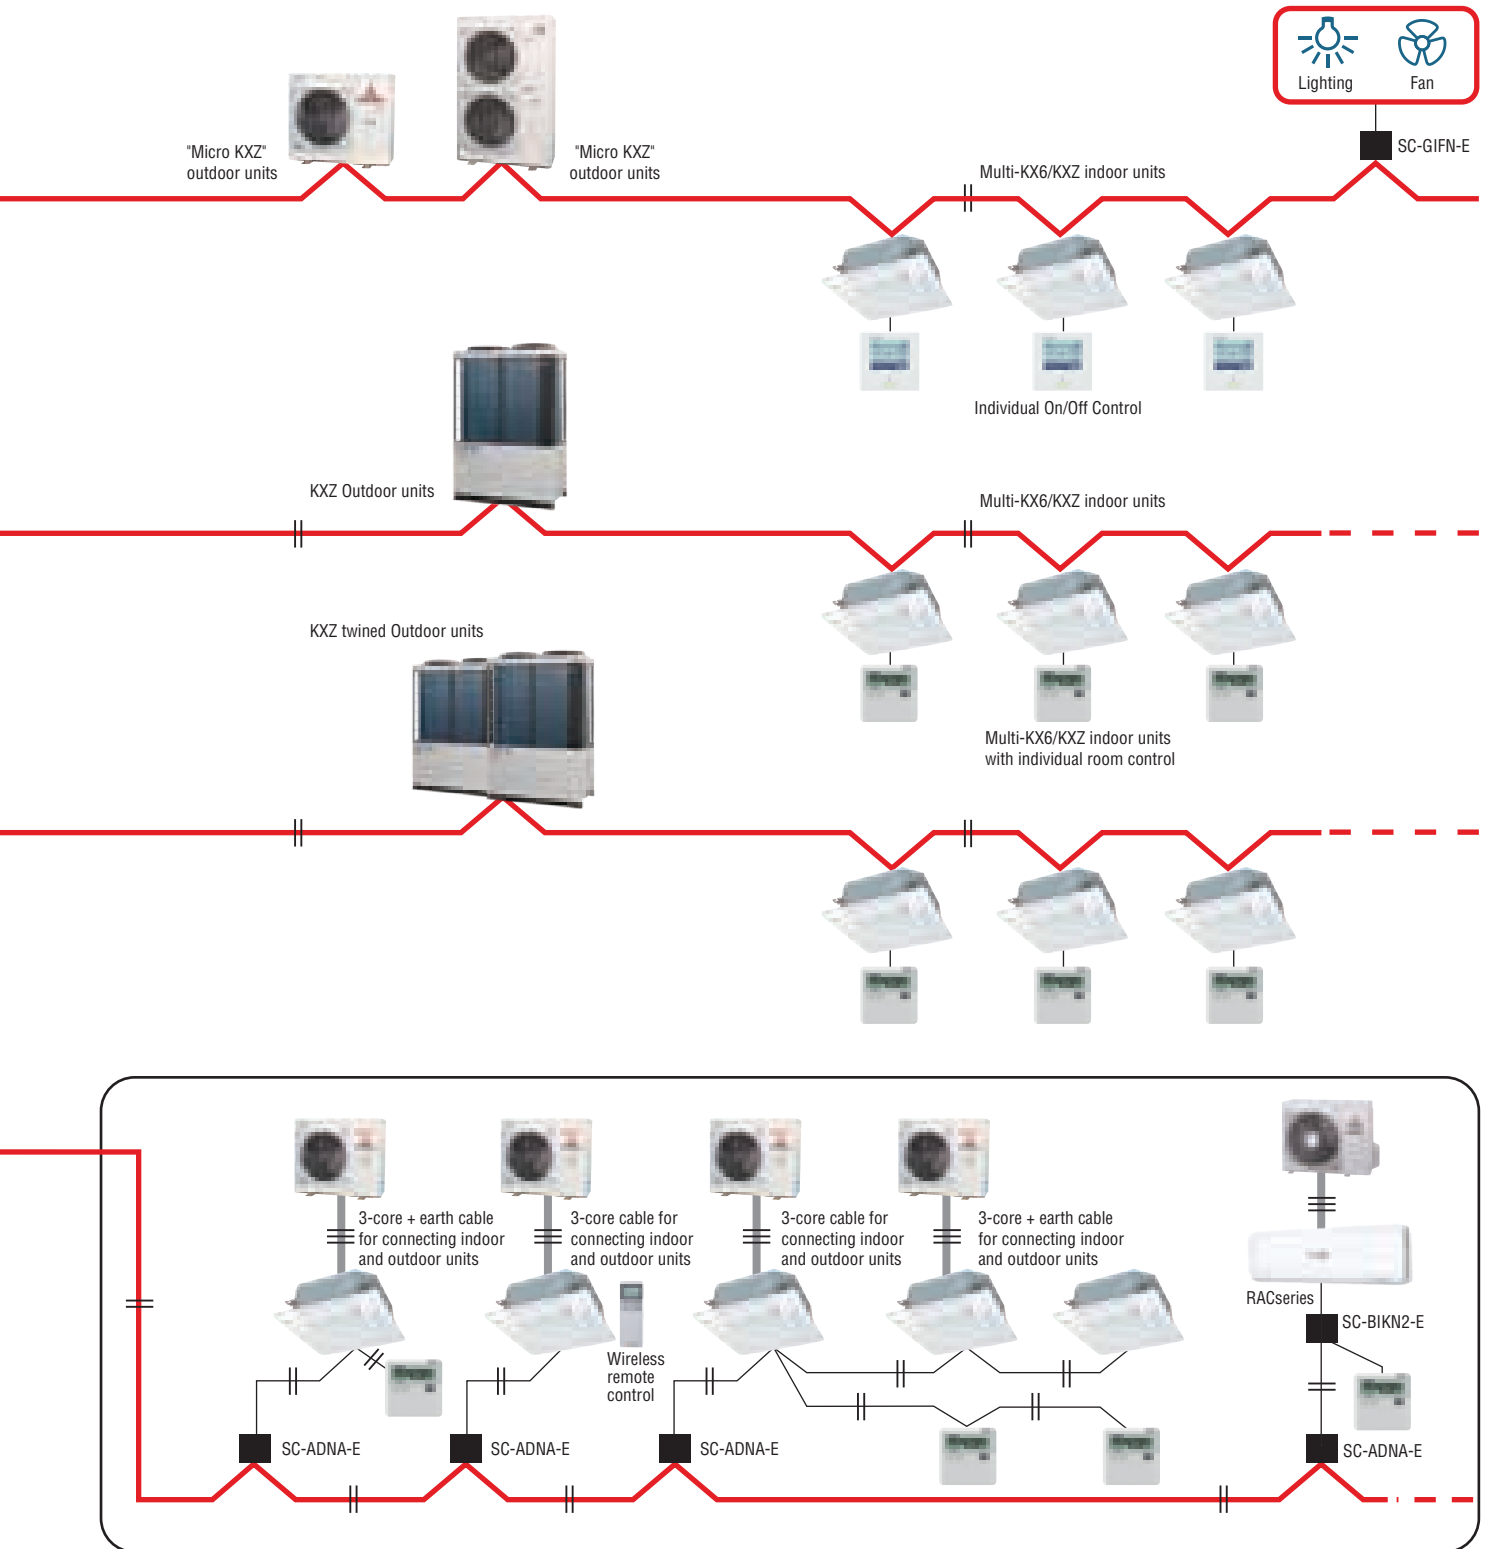 Lighting
Fan
SC-GIFN-E
"Micro KXZ"
outdoor units
"Micro KXZ"
outdoor units
Multi-KX6/KXZ indoor units
Individual On/Off Control
KXZ Outdoor units
Multi-KX6/KXZ indoor units
KXZ twined Outdoor units
Multi-KX6/KXZ indoor units
with individual room control
3-core + earth cable
for connecting indoor
and outdoor units
3-core cable for
connecting indoor
and outdoor units
3-core cable for
connecting indoor
and outdoor units
3-core + earth cable
for connecting indoor
and outdoor units
RACseries
SC-BIKN2-E
Wireless
remote
control
SC-ADNA-E
SC-ADNA-E
SC-ADNA-E
SC-ADNA-E